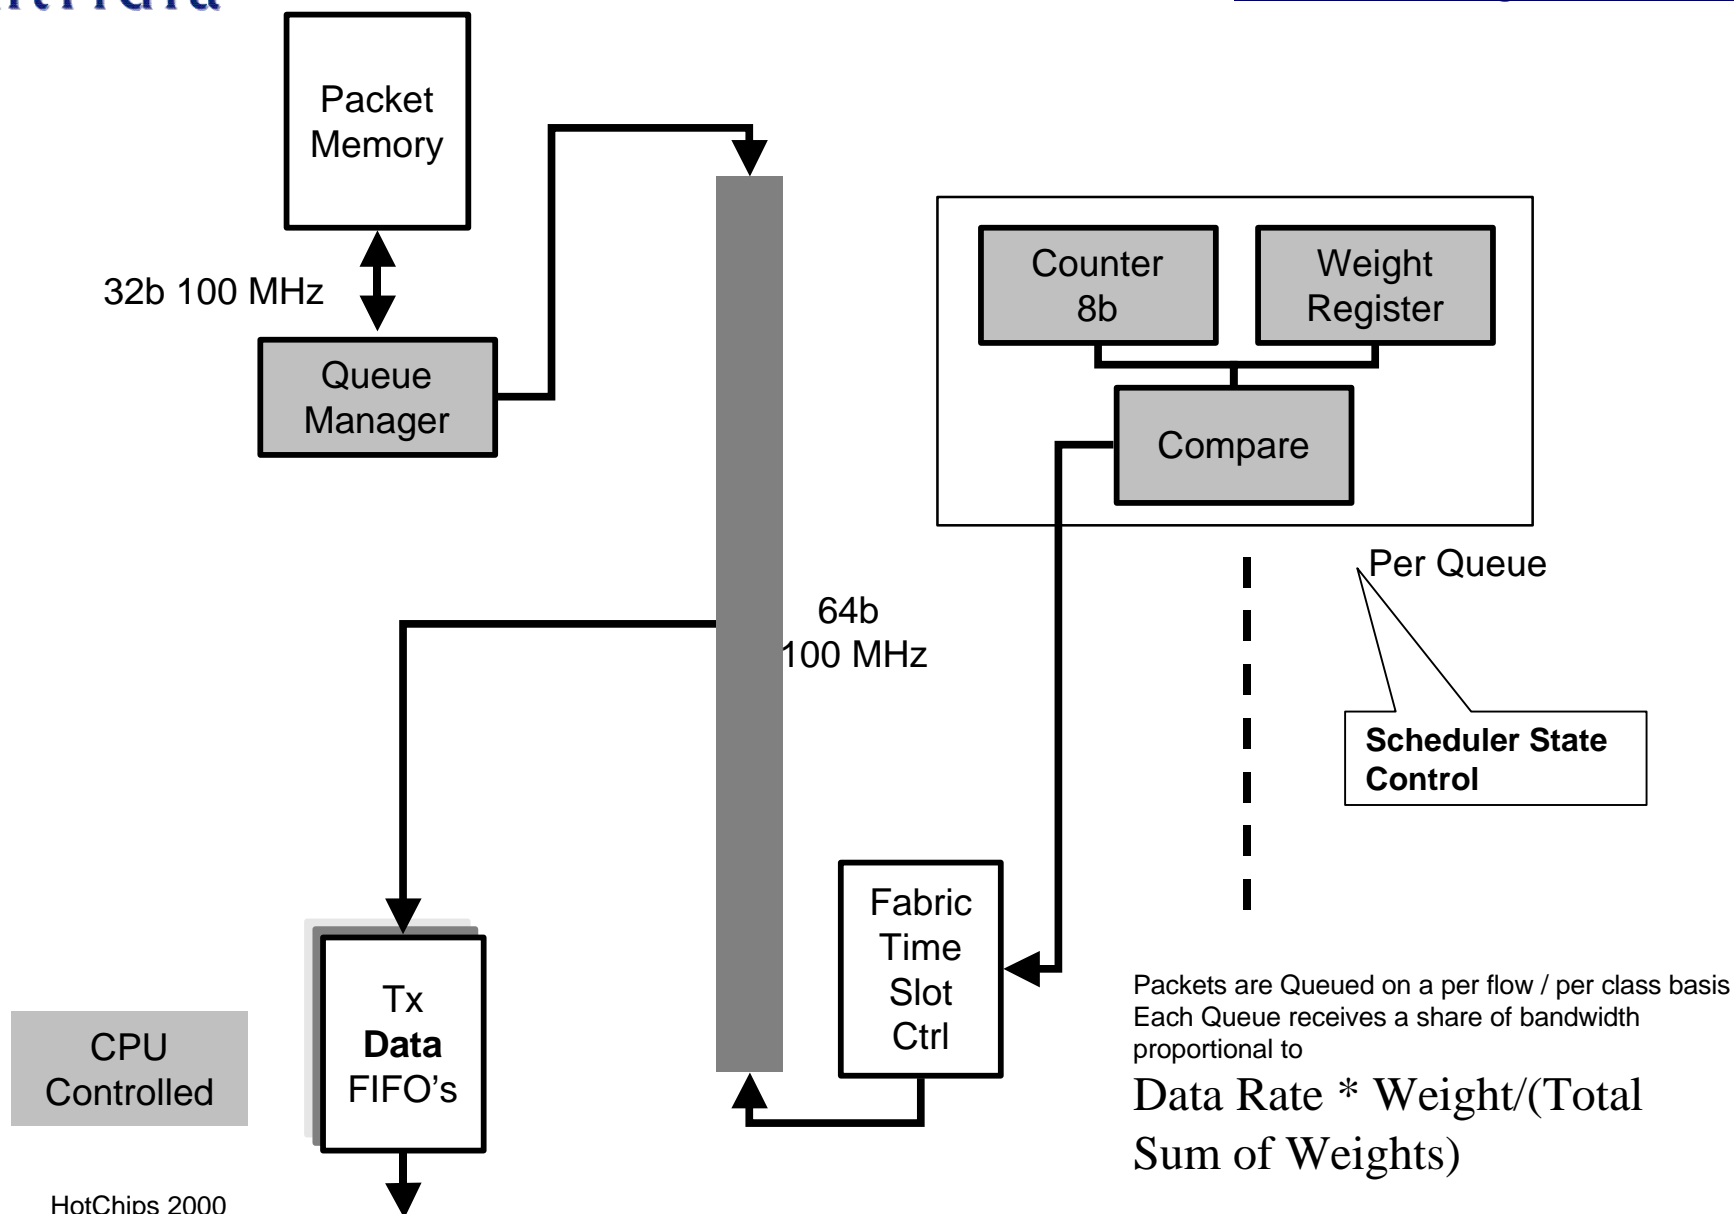 Packet
Memory
32b 100 MHz
Queue
Manager
Counter
8b
Weight
Register
Compare
Per Queue
64b
100 MHz
Scheduler State
Control
Fabric
Time
Slot
Ctrl
Tx
Data
FIFO's
CPU
Controlled
Packets are Queued on a per flow / per class basis
Each Queue receives a share of bandwidth
proportional to
Data Rate * Weight/(Total
Sum of Weights)
HotChips 2000